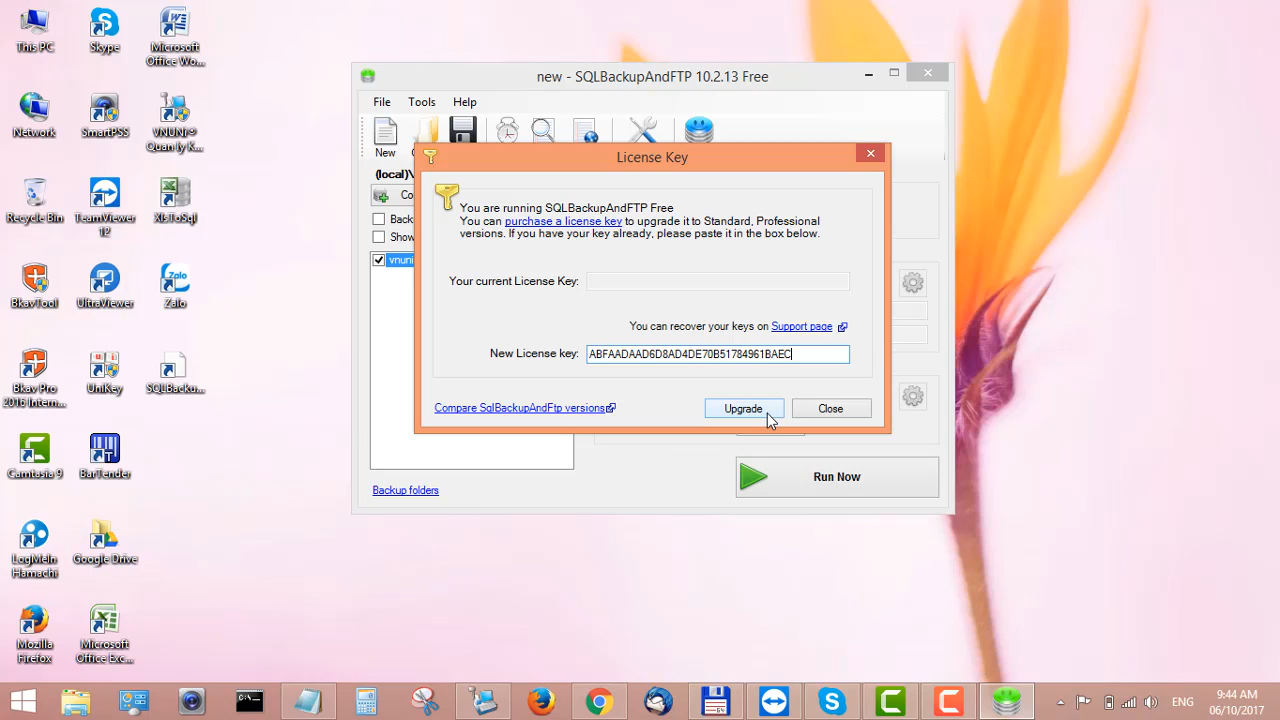 This PC
Skype
Microsoft
Office Wo...
Network
SmartPSS
VNUNI®
Quan ly K...
Recycle Bin
TeamViewer
12
XlsToSql
BkavTool
UltraViewer
Zalo
Bkav Pro
2016 Intern...
UniKey
SQLBacku...
Camtasia 9
BarTender
LogMeIn
Hamachi
Google Drive
Mozilla
Firefox
Microsoft
Office Exc...
new - SQLBackupAndFTP 10.2.13 Free
File Tools Help
New
(local)\
Co
Back
Show
vnuni
License Key
You are running SQLBackupAndFTP Free
You can purchase a license key to upgrade it to Standard, Professional
versions. If you have your key already, please paste it in the box below.
Your current License Key:
You can recover your keys on Support page
New License key: ABFAADAAD6D8AD4DE70B51784961BAEC
Compare SqlBackupAndFtp versions
Upgrade
Close
Backup folders
Run Now
ENG
9:44 AM
06/10/2017